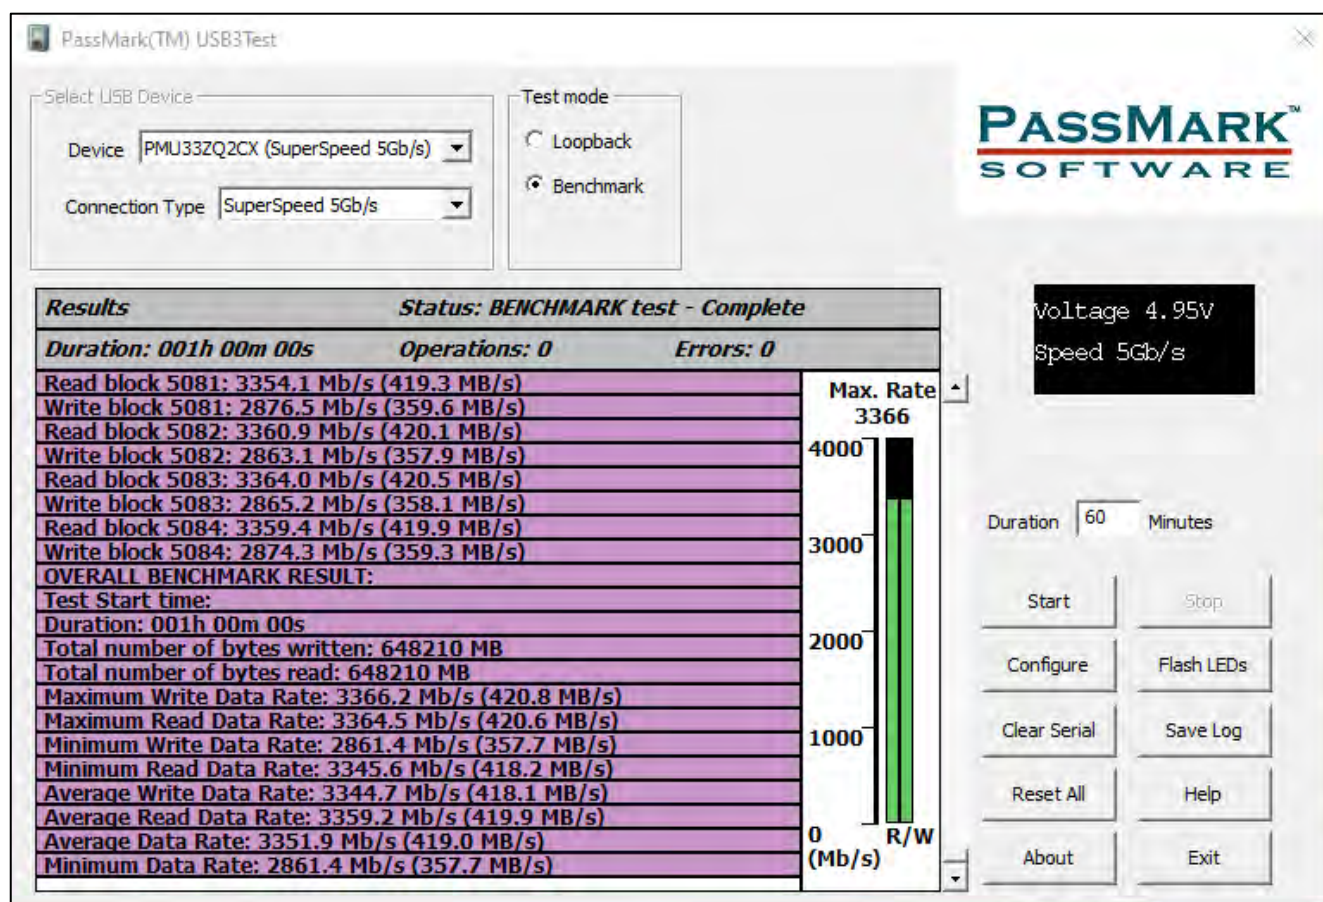 PassMark(TM) USB3Test
Select USB Device
Device PMU33ZQ2CX (SuperSpeed 5Gb/s)
Connection Type SuperSpeed 5Gb/s
Test mode
Loopback
Benchmark
PASSMARK™
SOFTWARE
Results Status: BENCHMARK test - Complete
Duration: 001h 00m 00s Operations: 0 Errors: 0
Read block 5081: 3354.1 Mb/s (419.3 MB/s)
Write block 5081: 2876.5 Mb/s (359.6 MB/s)
Read block 5082: 3360.9 Mb/s (420.1 MB/s)
Write block 5082: 2863.1 Mb/s (357.9 MB/s)
Read block 5083: 3364.0 Mb/s (420.5 MB/s)
Write block 5083: 2865.2 Mb/s (358.1 MB/s)
Read block 5084: 3359.4 Mb/s (419.9 MB/s)
Write block 5084: 2874.3 Mb/s (359.3 MB/s)
OVERALL BENCHMARK RESULT:
Test Start time:
Duration: 001h 00m 00s
Total number of bytes written: 648210 MB
Total number of bytes read: 648210 MB
Maximum Write Data Rate: 3366.2 Mb/s (420.8 MB/s)
Maximum Read Data Rate: 3364.5 Mb/s (420.6 MB/s)
Minimum Write Data Rate: 2861.4 Mb/s (357.7 MB/s)
Minimum Read Data Rate: 3345.6 Mb/s (418.2 MB/s)
Average Write Data Rate: 3344.7 Mb/s (418.1 MB/s)
Average Read Data Rate: 3359.2 Mb/s (419.9 MB/s)
Average Data Rate: 3351.9 Mb/s (419.0 MB/s)
Minimum Data Rate: 2861.4 Mb/s (357.7 MB/s)
Max. Rate
3366
4000
3000
2000
1000
0 R/W
(Mb/s)
Voltage 4.95V
Speed 5Gb/s
Duration 60 Minutes
Start Stop
Configure Flash LEDs
Clear Serial Save Log
Reset All Help
About Exit